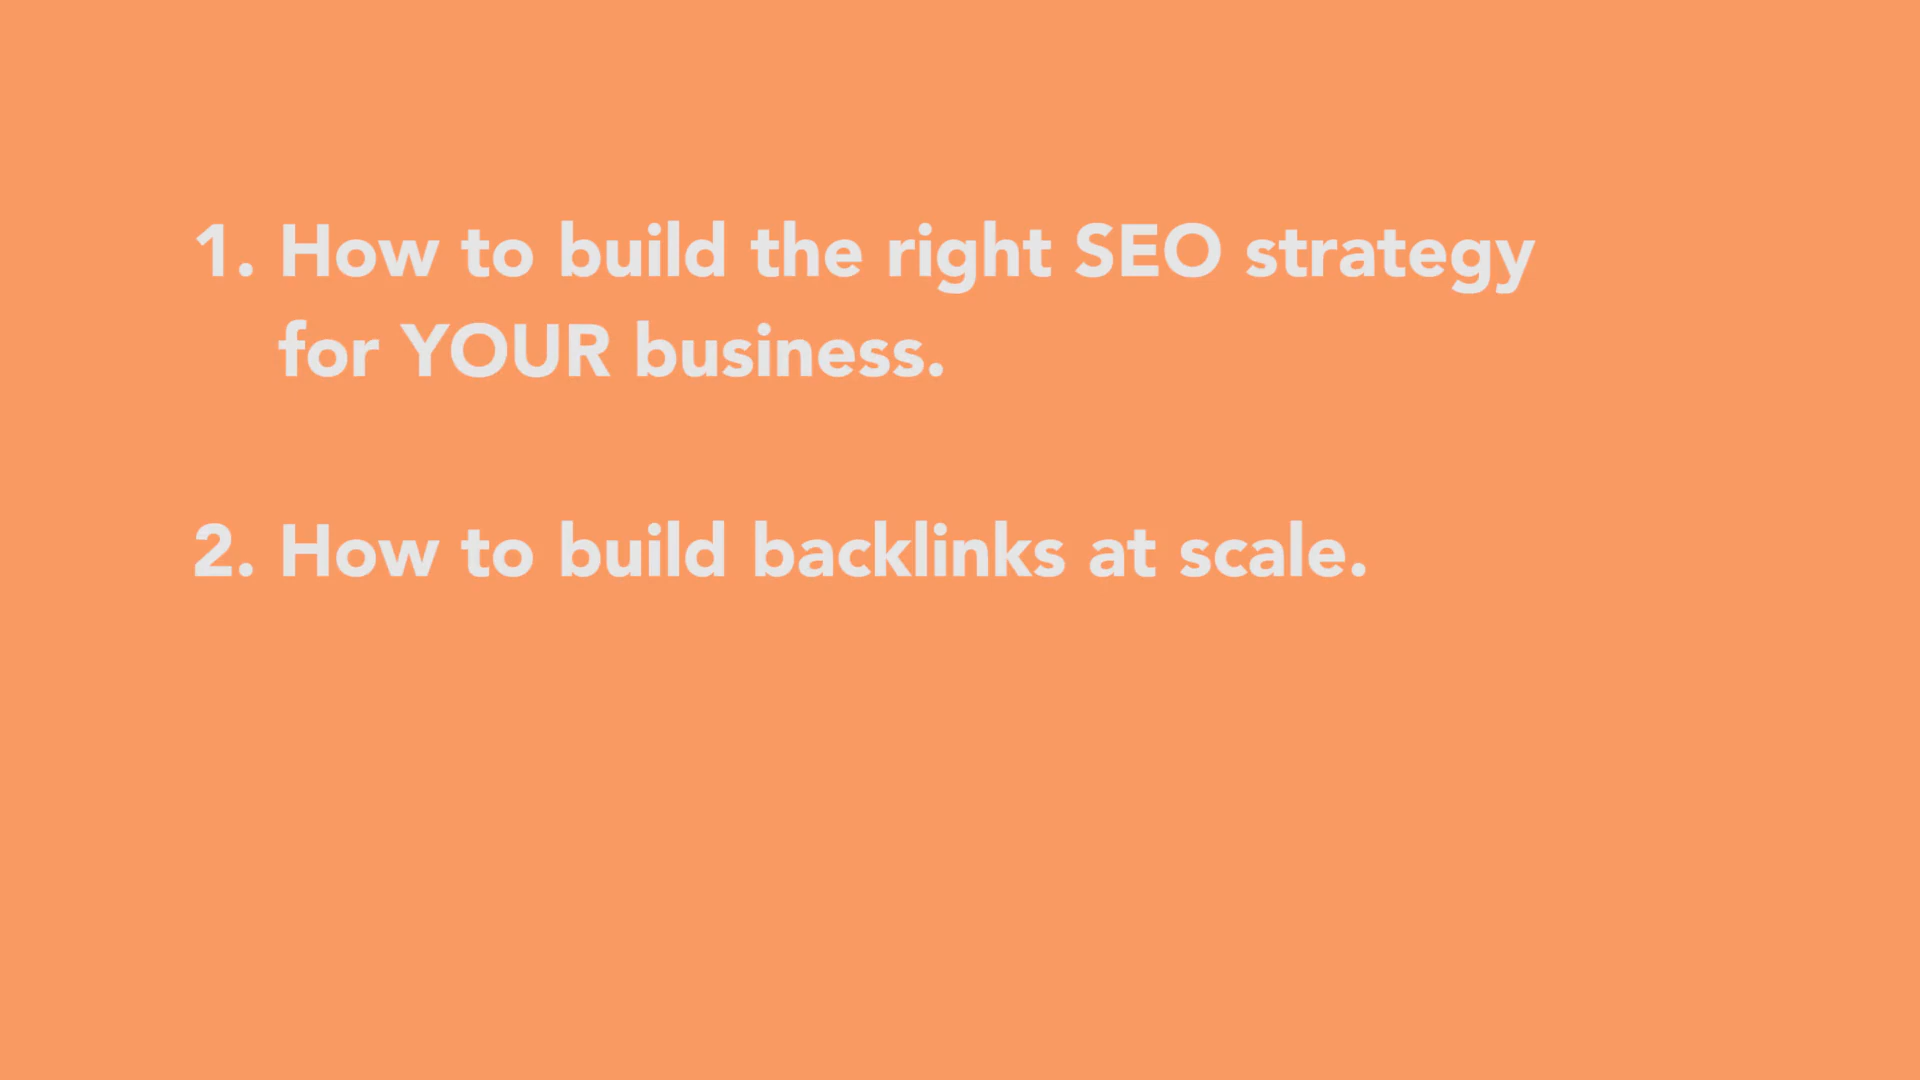 1. How to build the right SEO strategy
for YOUR business.
2. How to build backlinks at scale.